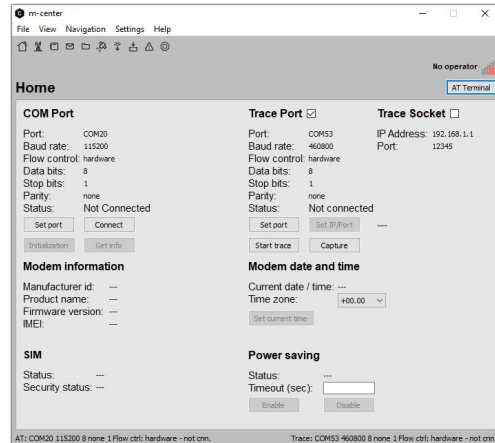 m-center
File View Navigation Settings Help
No operator
Home
AT Terminal
COM Port
Port: COM20
Baud rate: 115200
Flow control: hardware
Data bits: 8
Stop bits: 1
Parity: none
Status: Not Connected
Set port Connect
Initialization Get info
Trace Port
Port: COM53
Baud rate: 460800
Flow control: hardware
Data bits: 8
Stop bits: 1
Parity: none
Status: Not connected
Set port Set IP/Port ---
Start trace Capture
Trace Socket
IP Address: 192.168.1.1
Port: 12345
Modem information
Manufacturer id: ---
Product name: ---
Firmware version: ---
IMEI: ---
Modem date and time
Current date / time: ---
Time zone: +00.00
Set current time
SIM
Status: ---
Security status: ---
Power saving
Status: ---
Timeout (sec):
Enable Disable
AT: COM20 115200 8 none 1 Flow ctrl: hardware - not cnn.
Trace: COM53 460800 8 none 1 Flow ctrl: hardware - not cnn